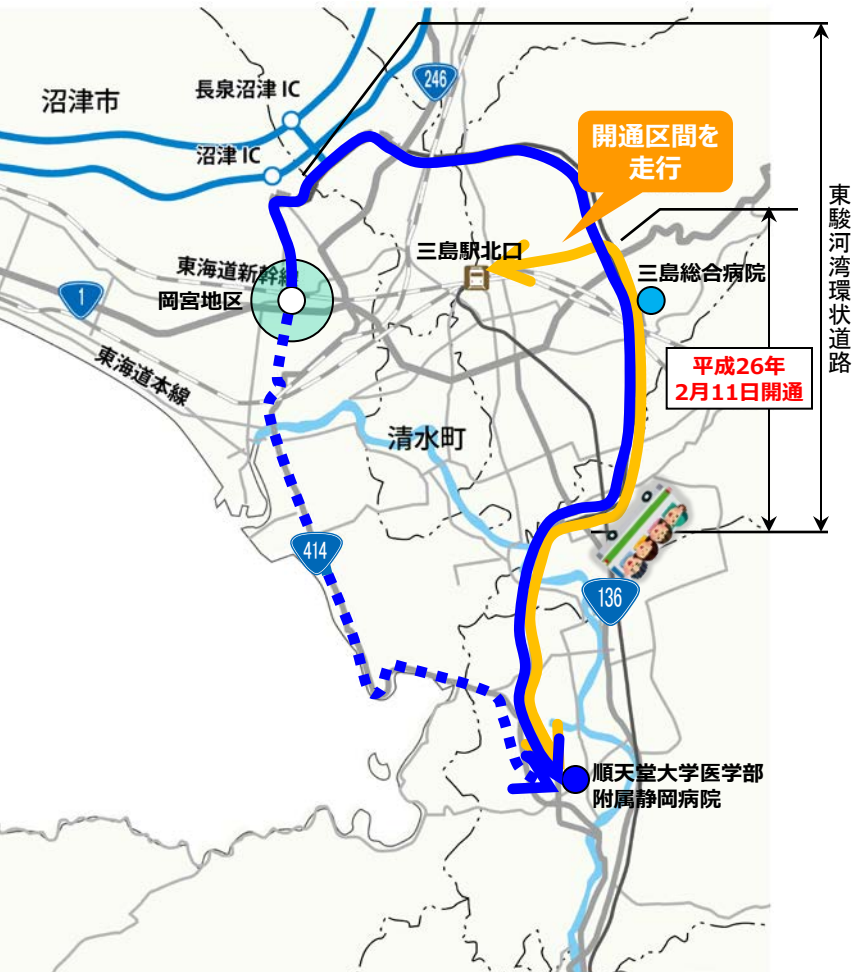 246
長泉沼津 IC
沼津市
沼津 IC
開通区間を
走行
東駿河湾環状道路
三島駅北口
東海道新幹線
三島総合病院
岡宮地区
1
東海道本線
平成26年
2月11日開通
清水町
414
136
順天堂大学医学部
附属静岡病院